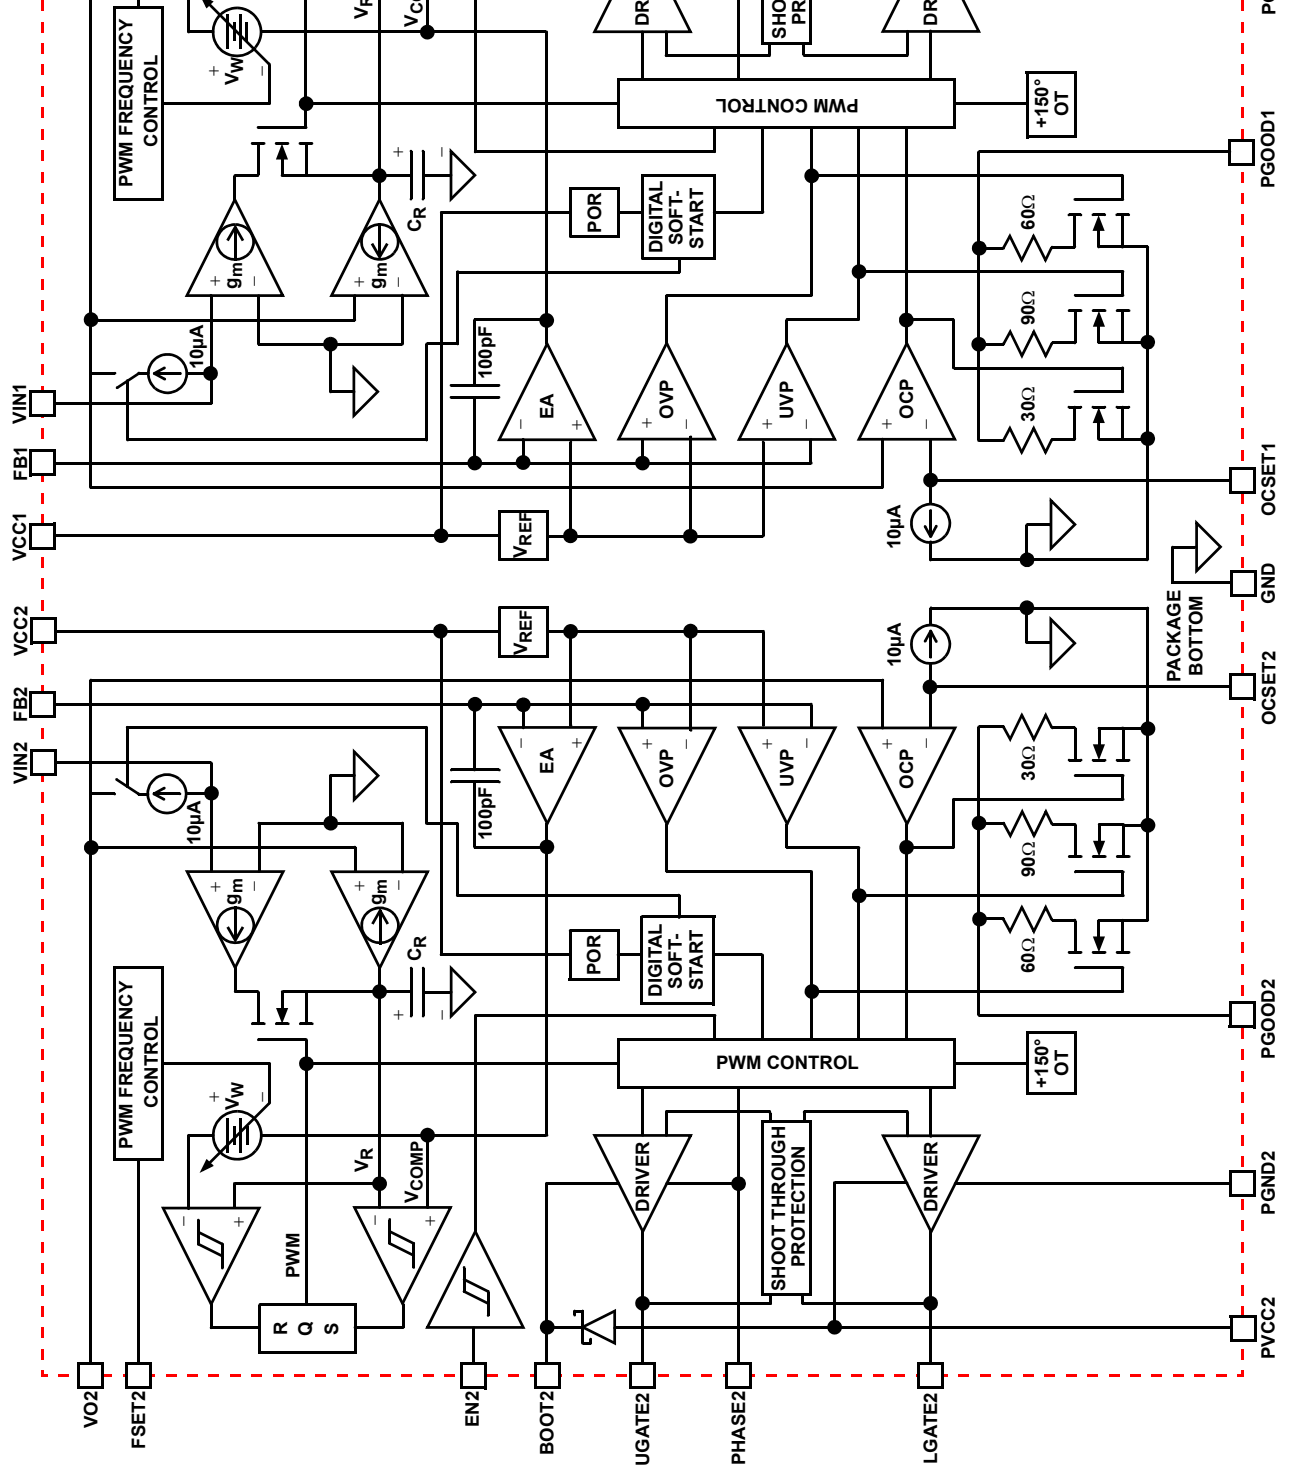 PWM FREQUENCY
CONTROL
+
VW
−
VR
DR
SHO
PR
DR
PWM CONTROL
+150°
OT
PGOOD1
+
−
CR
POR
DIGITAL
SOFT-
START
60Ω
90Ω
30Ω
+
gm
−
+
gm
−
10µA
VIN1
FB1
VCC1
100pF
−
EA
+
+
OVP
−
+
UVP
−
+
OCP
−
VREF
10µA
OCSET1
GND
PACKAGE
BOTTOM
VCC2
VREF
10µA
OCSET2
FB2
VIN2
10µA
100pF
−
EA
+
+
OVP
−
+
UVP
−
+
OCP
−
30Ω
90Ω
60Ω
+
gm
−
+
gm
−
CR
+
−
POR
DIGITAL
SOFT-
START
PGOOD2
PWM FREQUENCY
CONTROL
PWM CONTROL
+150°
OT
+
VW
−
VR
VCOMP
−
+
−
+
PWM
R
Q
S
DRIVER
SHOOT THROUGH
PROTECTION
DRIVER
PGND2
PVCC2
VO2
FSET2
EN2
BOOT2
UGATE2
PHASE2
LGATE2